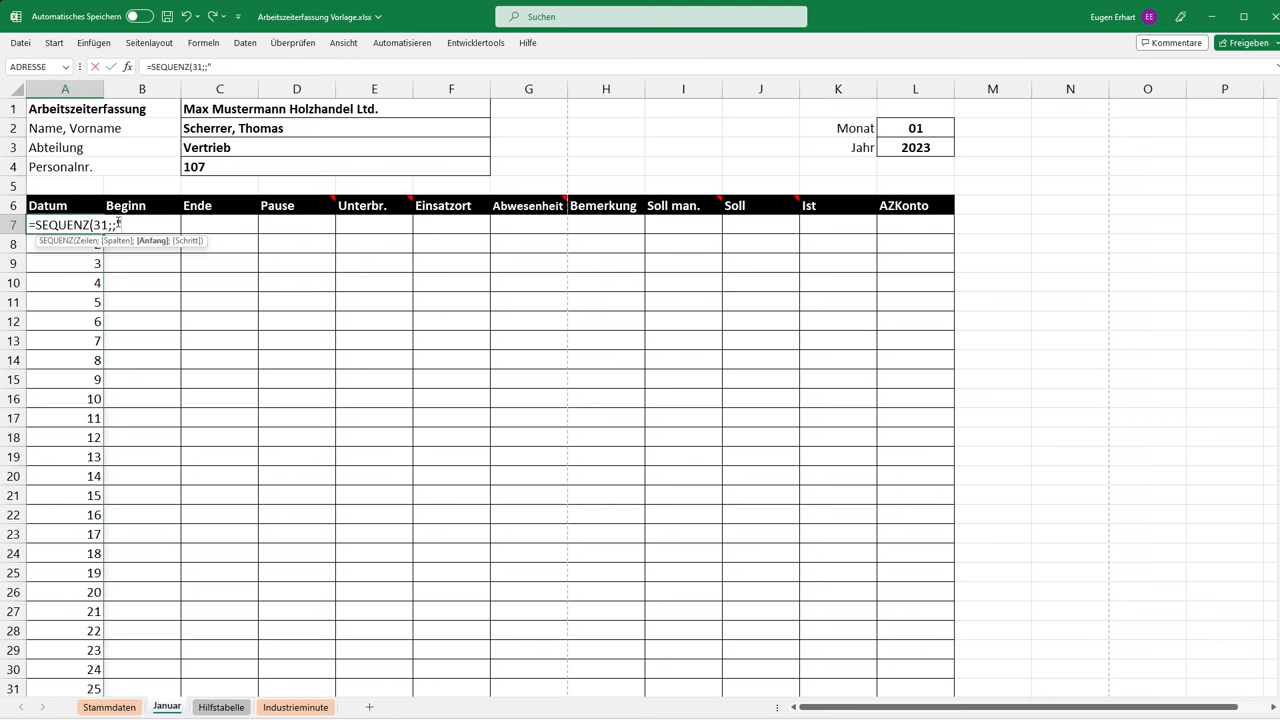 Automatisches Speichern
Arbeitszeiterfassung Vorlage.xlsx
Suchen
Eugen Erhart EE
Datei Start Einfügen Seitenlayout Formeln Daten Überprüfen Ansicht Automatisieren Entwicklertools Hilfe
Kommentare Freigeben
ADRESSE fx =SEQUENZ(31;;"
A B C D E F G H I J K L M N O P
1 Arbeitszeiterfassung Max Mustermann Holzhandel Ltd.
2 Name, Vorname Scherrer, Thomas Monat 01
3 Abteilung Vertrieb Jahr 2023
4 Personalnr. 107
5
6 Datum Beginn Ende Pause Unterbr. Einsatzort Abwesenheit Bemerkung Soll man. Soll Ist AZKonto
7 =SEQUENZ(31;;"
SEQUENZ(Zeilen; [Spalten]; [Anfang]; [Schritt])
8
9 3
10 4
11 5
12 6
13 7
14 8
15 9
16 10
17 11
18 12
19 13
20 14
21 15
22 16
23 17
24 18
25 19
26 20
27 21
28 22
29 23
30 24
31 25
Stammdaten Januar Hilfstabelle Industrieminute